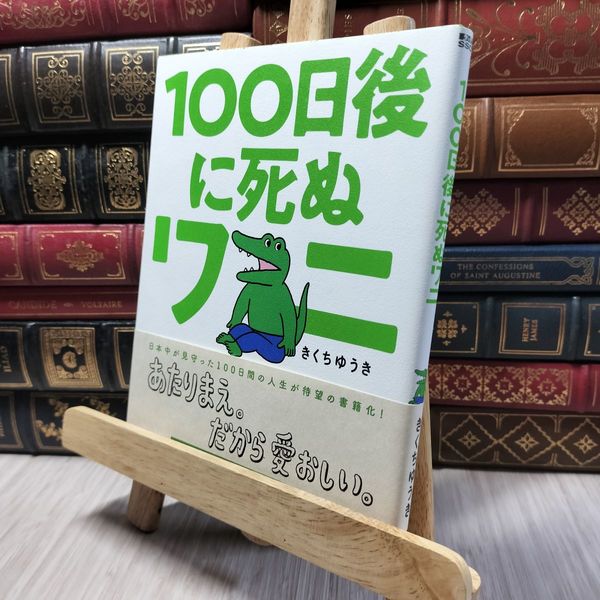 100日後
に死ぬ
ワニ
きくちゆうき
日本中が見守った100日間の人生が待望の書籍化!
あたりまえ。
だから愛おしい。
100日後に死ぬワニ
きくちゆうき
THE CONFESSIONS
OF SAINT AUGUSTINE
HENRY
JAMES
CANDIDE
VOLTAIRE